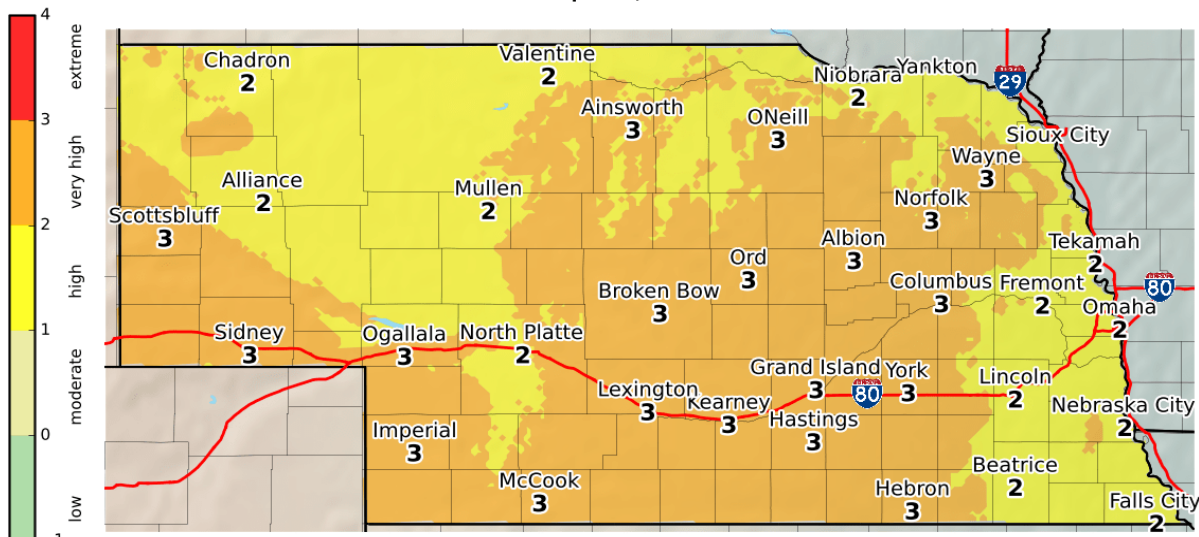 4
extreme
3
very high
2
high
1
moderate
0
low
Chadron
2
Valentine
2
Niobrara
2
Yankton
29
Ainsworth
3
ONeill
3
Sioux City
Wayne
3
Alliance
2
Mullen
2
Norfolk
3
Scottsbluff
3
Albion
3
Tekamah
2
Ord
3
Broken Bow
3
Columbus
3
Fremont
2
80
Omaha
2
Sidney
3
Ogallala
3
North Platte
2
Grand Island
3
80
York
3
Lincoln
2
Lexington
3
Kearney
3
Hastings
3
Nebraska City
2
Imperial
3
McCook
3
Hebron
3
Beatrice
2
Falls City
2